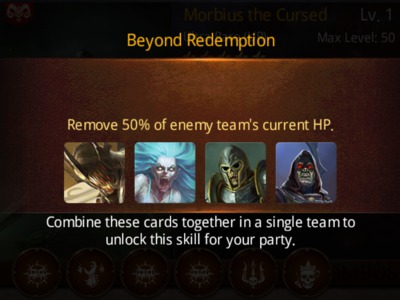 Morbius the Cursed Lv. 1
Beyond Redemption
Max Level: 50
Remove 50% of enemy team's current HP.
Combine these cards together in a single team to
unlock this skill for your party.